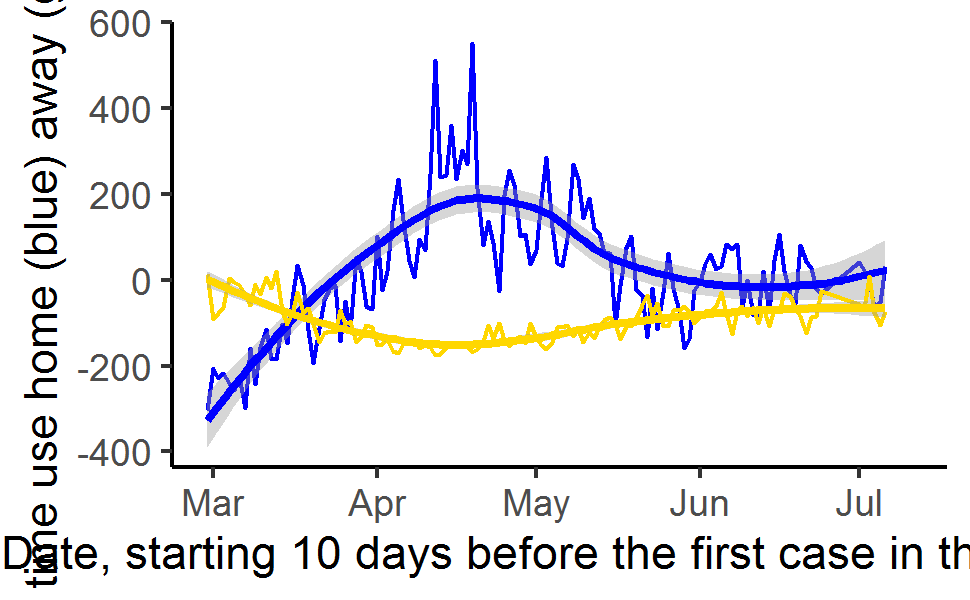 time use home (blue) away (
600
400
200
0
-200
-400
Mar Apr May Jun Jul
Date, starting 10 days before the first case in th